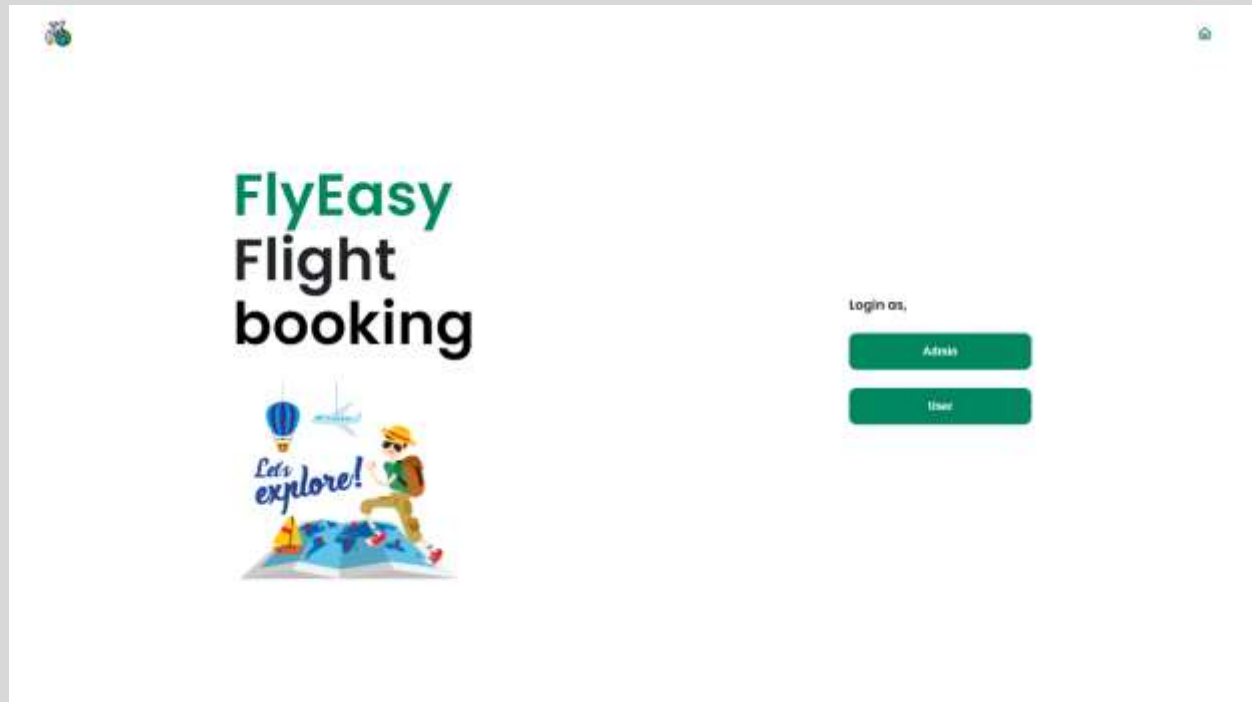 FlyEasy
Flight
booking
Let's
explore!
Login as,
Admin
User